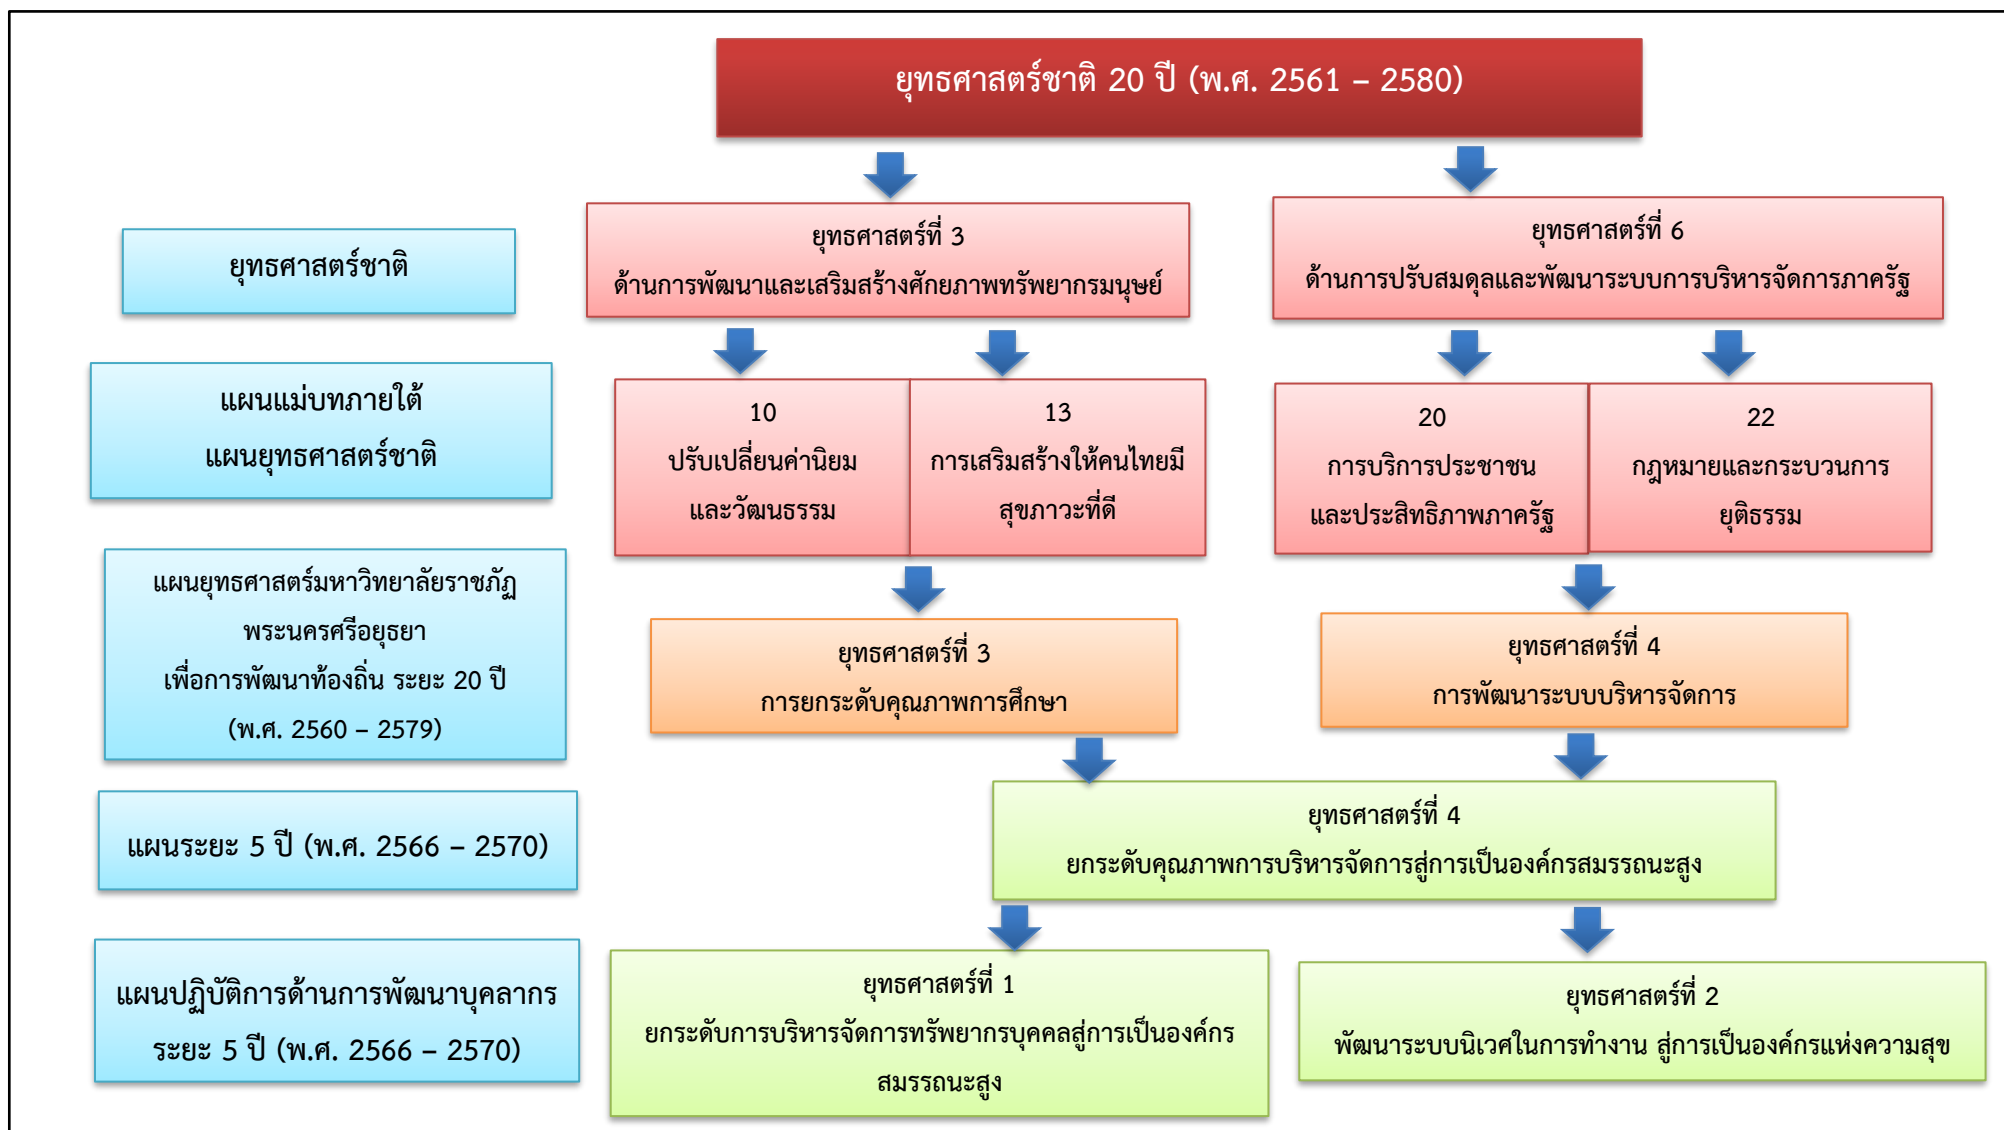 ยุทธศาสตร์ชาติ 20 ปี (พ.ศ. 2561 – 2580)
ยุทธศาสตร์ชาติ
ยุทธศาสตร์ที่ 3
ด้านการพัฒนาและเสริมสร้างศักยภาพทรัพยากรมนุษย์
ยุทธศาสตร์ที่ 6
ด้านการปรับสมดุลและพัฒนาระบบการบริหารจัดการภาครัฐ
แผนแม่บทภายใต้
แผนยุทธศาสตร์ชาติ
10
ปรับเปลี่ยนค่านิยม
และวัฒนธรรม
13
การเสริมสร้างให้คนไทยมี
สุขภาวะที่ดี
20
การบริการประชาชน
และประสิทธิภาพภาครัฐ
22
กฎหมายและกระบวนการ
ยุติธรรม
แผนยุทธศาสตร์มหาวิทยาลัยราชภัฏ
พระนครศรีอยุธยา
เพื่อการพัฒนาท้องถิ่น ระยะ 20 ปี
(พ.ศ. 2560 – 2579)
ยุทธศาสตร์ที่ 3
การยกระดับคุณภาพการศึกษา
ยุทธศาสตร์ที่ 4
การพัฒนาระบบบริหารจัดการ
แผนระยะ 5 ปี (พ.ศ. 2566 – 2570)
ยุทธศาสตร์ที่ 4
ยกระดับคุณภาพการบริหารจัดการสู่การเป็นองค์กรสมรรถนะสูง
แผนปฏิบัติการด้านการพัฒนาบุคลากร
ระยะ 5 ปี (พ.ศ. 2566 – 2570)
ยุทธศาสตร์ที่ 1
ยกระดับการบริหารจัดการทรัพยากรบุคคลสู่การเป็นองค์กร
สมรรถนะสูง
ยุทธศาสตร์ที่ 2
พัฒนาระบบนิเวศในการทำงาน สู่การเป็นองค์กรแห่งความสุข